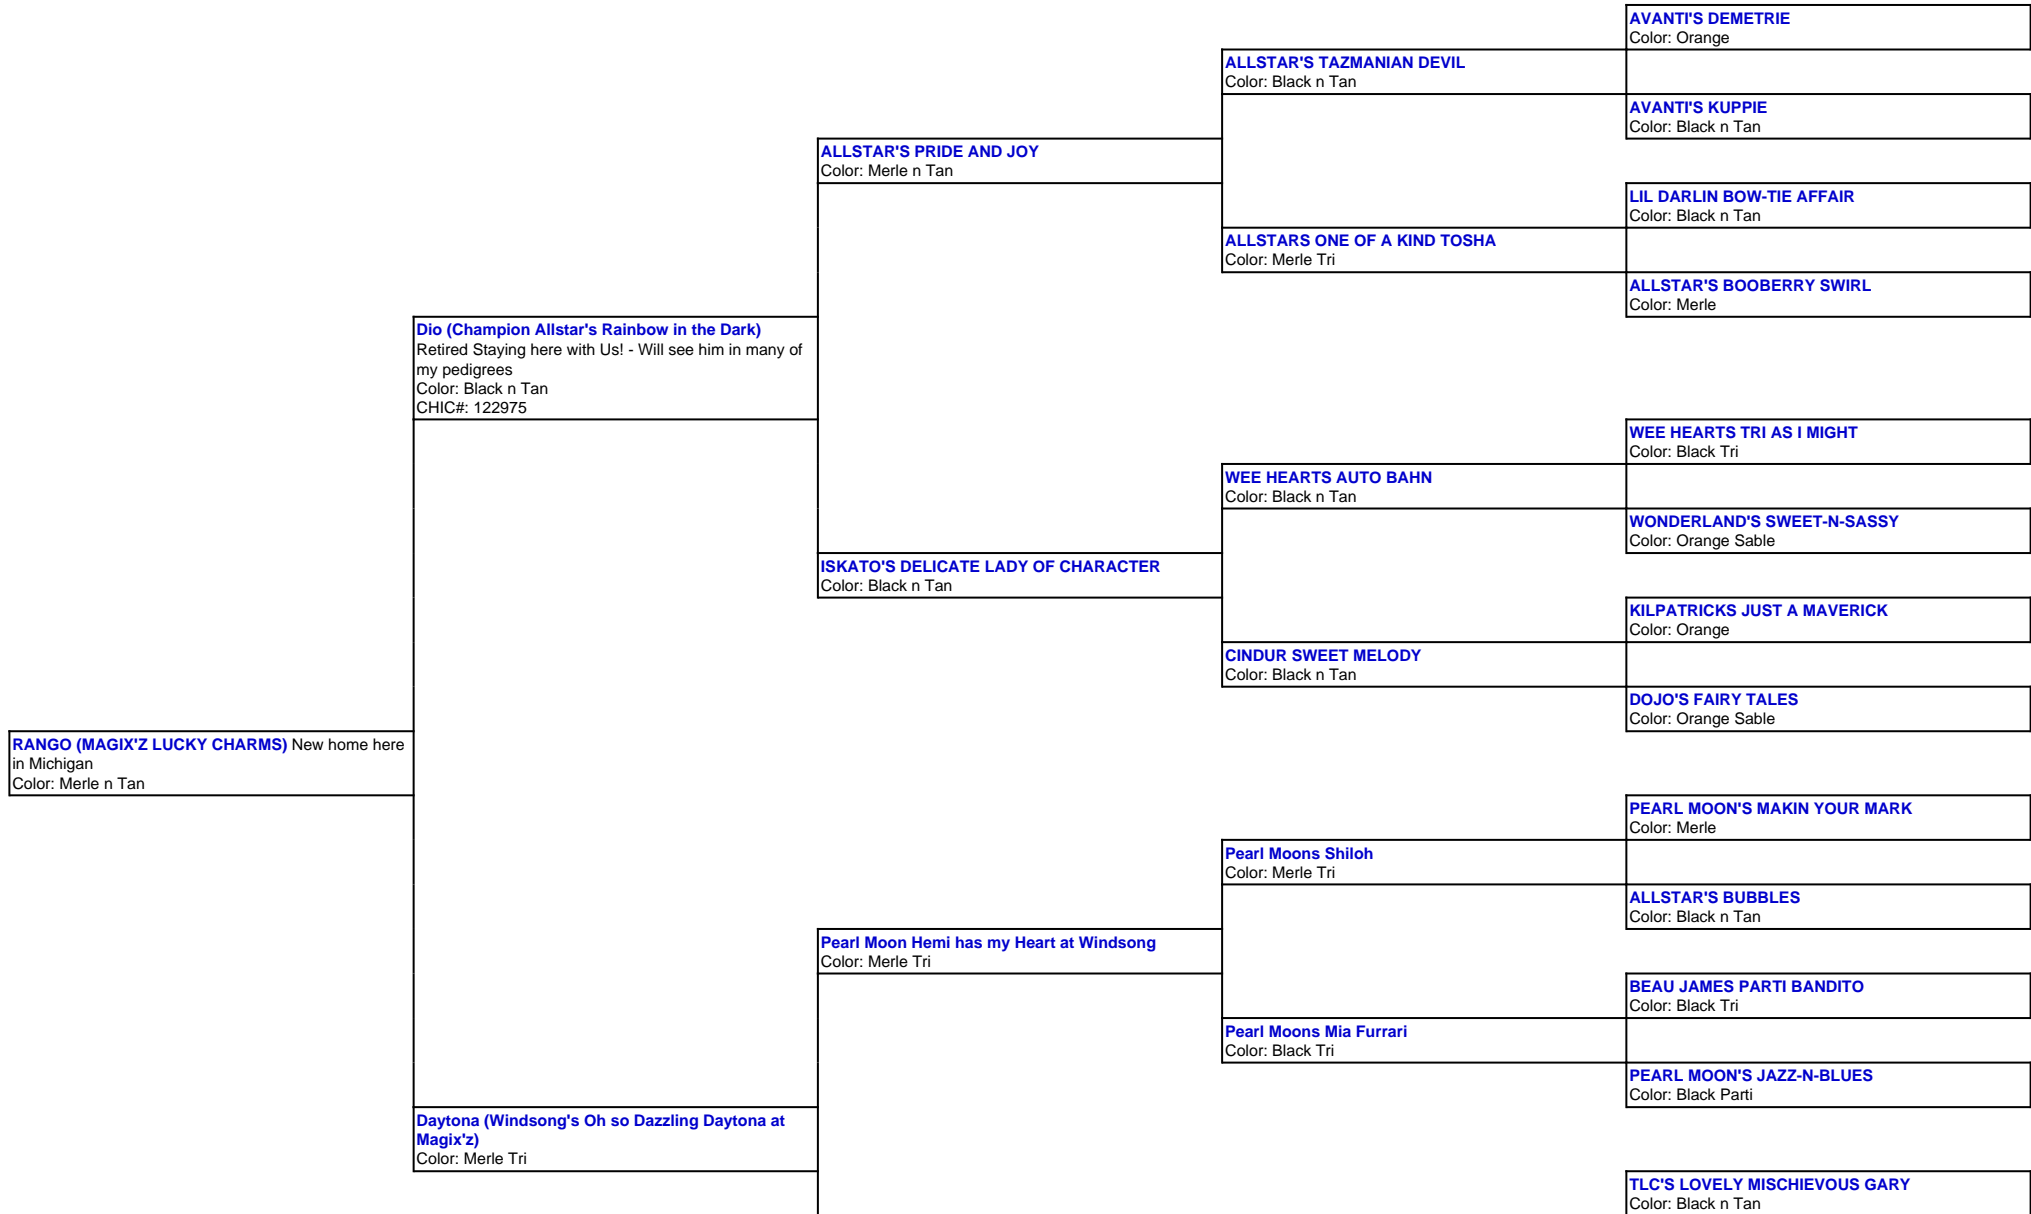 AVANTI'S DEMETRIE
Color: Orange
ALLSTAR'S TAZMANIAN DEVIL
Color: Black n Tan
AVANTI'S KUPPIE
Color: Black n Tan
ALLSTAR'S PRIDE AND JOY
Color: Merle n Tan
LIL DARLIN BOW-TIE AFFAIR
Color: Black n Tan
ALLSTARS ONE OF A KIND TOSHA
Color: Merle Tri
ALLSTAR'S BOOBERRY SWIRL
Color: Merle
Dio (Champion Allstar's Rainbow in the Dark)
Retired Staying here with Us! - Will see him in many of
my pedigrees
Color: Black n Tan
CHIC#: 122975
WEE HEARTS TRI AS I MIGHT
Color: Black Tri
WEE HEARTS AUTO BAHN
Color: Black n Tan
WONDERLAND'S SWEET-N-SASSY
Color: Orange Sable
ISKATO'S DELICATE LADY OF CHARACTER
Color: Black n Tan
KILPATRICKS JUST A MAVERICK
Color: Orange
CINDUR SWEET MELODY
Color: Black n Tan
DOJO'S FAIRY TALES
Color: Orange Sable
RANGO (MAGIX'Z LUCKY CHARMS) New home here
in Michigan
Color: Merle n Tan
PEARL MOON'S MAKIN YOUR MARK
Color: Merle
Pearl Moons Shiloh
Color: Merle Tri
ALLSTAR'S BUBBLES
Color: Black n Tan
Pearl Moon Hemi has my Heart at Windsong
Color: Merle Tri
BEAU JAMES PARTI BANDITO
Color: Black Tri
Pearl Moons Mia Furrari
Color: Black Tri
PEARL MOON'S JAZZ-N-BLUES
Color: Black Parti
Daytona (Windsong's Oh so Dazzling Daytona at
Magix'z)
Color: Merle Tri
TLC'S LOVELY MISCHIEVOUS GARY
Color: Black n Tan